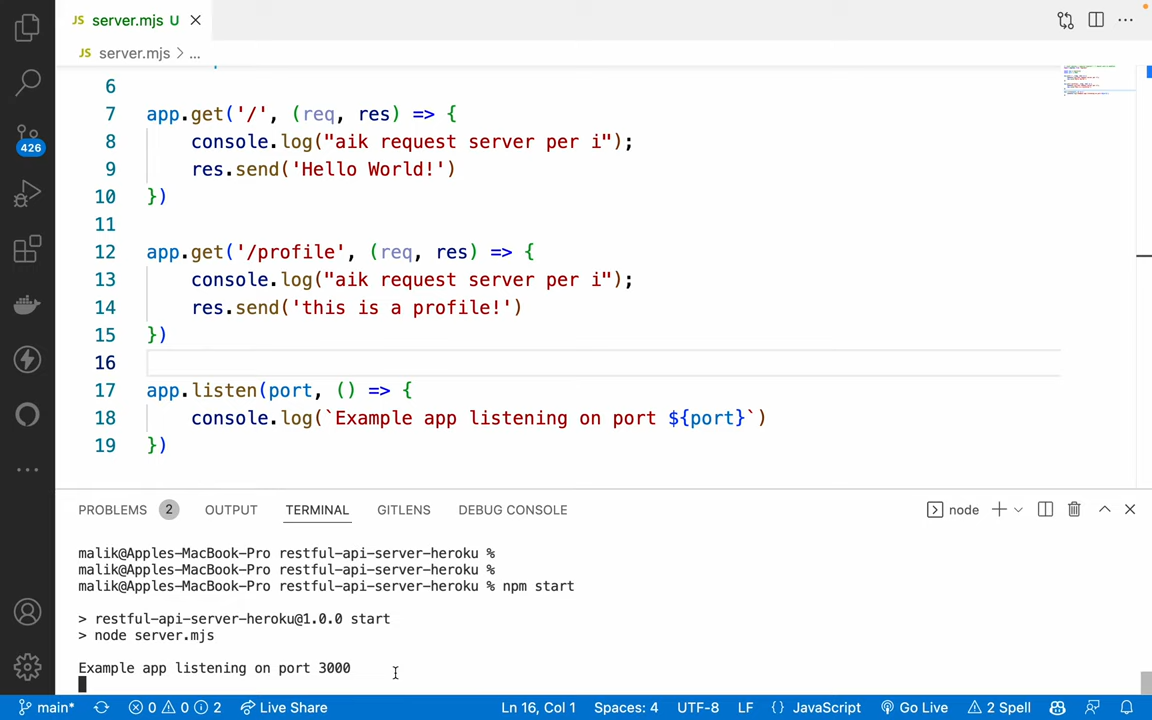 JS server.mjs U
JS server.mjs > ...
6
7 app.get('/', (req, res) => {
8 console.log("aik request server per i");
9 res.send('Hello World!')
10 })
11
12 app.get('/profile', (req, res) => {
13 console.log("aik request server per i");
14 res.send('this is a profile!')
15 })
16
17 app.listen(port, () => {
18 console.log(`Example app listening on port ${port}`)
19 })
426
PROBLEMS 2 OUTPUT TERMINAL GITLENS DEBUG CONSOLE node
malik@Apples-MacBook-Pro restful-api-server-heroku %
malik@Apples-MacBook-Pro restful-api-server-heroku %
malik@Apples-MacBook-Pro restful-api-server-heroku % npm start
> restful-api-server-heroku@1.0.0 start
> node server.mjs
Example app listening on port 3000
main* 0 0 2 Live Share Ln 16, Col 1 Spaces: 4 UTF-8 LF {} JavaScript Go Live 2 Spell